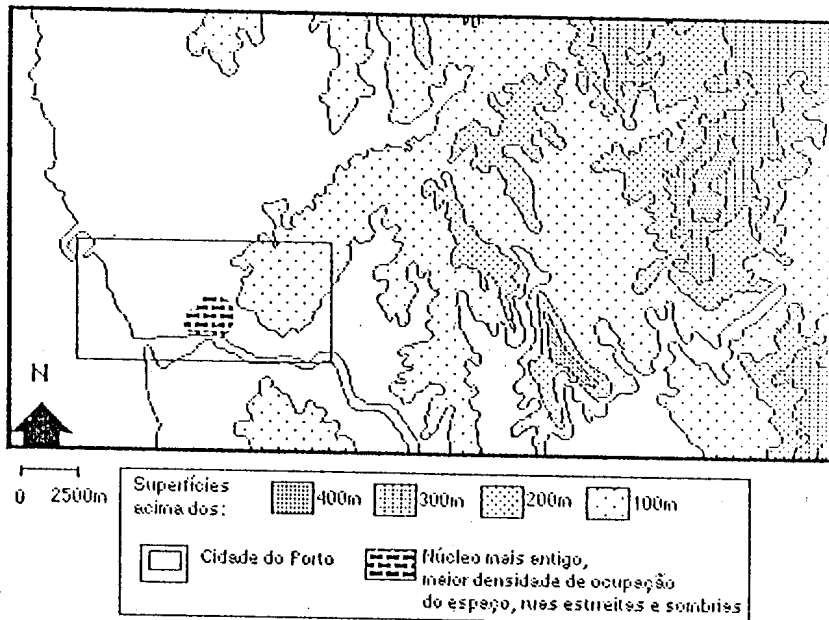 N
0 2500m
Superfícies
acima dos: 400m 300m 200m 100m
Cidade do Porto
Núcleo mais antigo,
maior densidade de ocupação
do espaço, ruas estreitas e sombrias